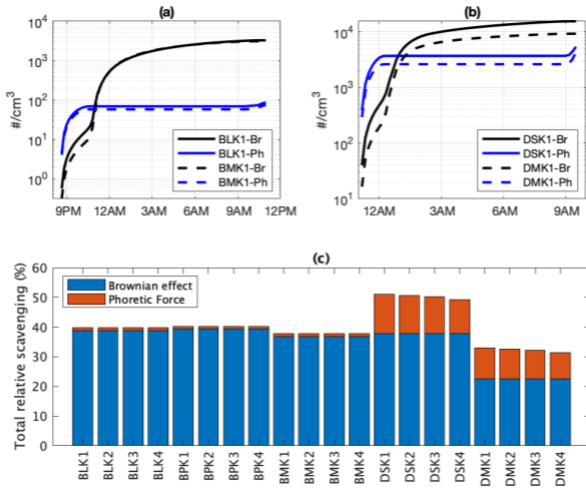 (a)
#/cm3
10^4
10^3
10^2
10^1
10^0
BLK1-Br
BLK1-Ph
BMK1-Br
BMK1-Ph
9PM 12AM 3AM 6AM 9AM 12PM
(b)
#/cm3
10^4
10^3
10^2
10^1
DSK1-Br
DSK1-Ph
DMK1-Br
DMK1-Ph
12AM 3AM 6AM 9AM
(c)
Total relative scavenging (%)
60
50
40
30
20
10
0
Brownian effect
Phoretic Force
BLK1 BLK2 BLK3 BLK4 BPK1 BPK2 BPK3 BPK4 BMK1 BMK2 BMK3 BMK4 DSK1 DSK2 DSK3 DSK4 DMK1 DMK2 DMK3 DMK4